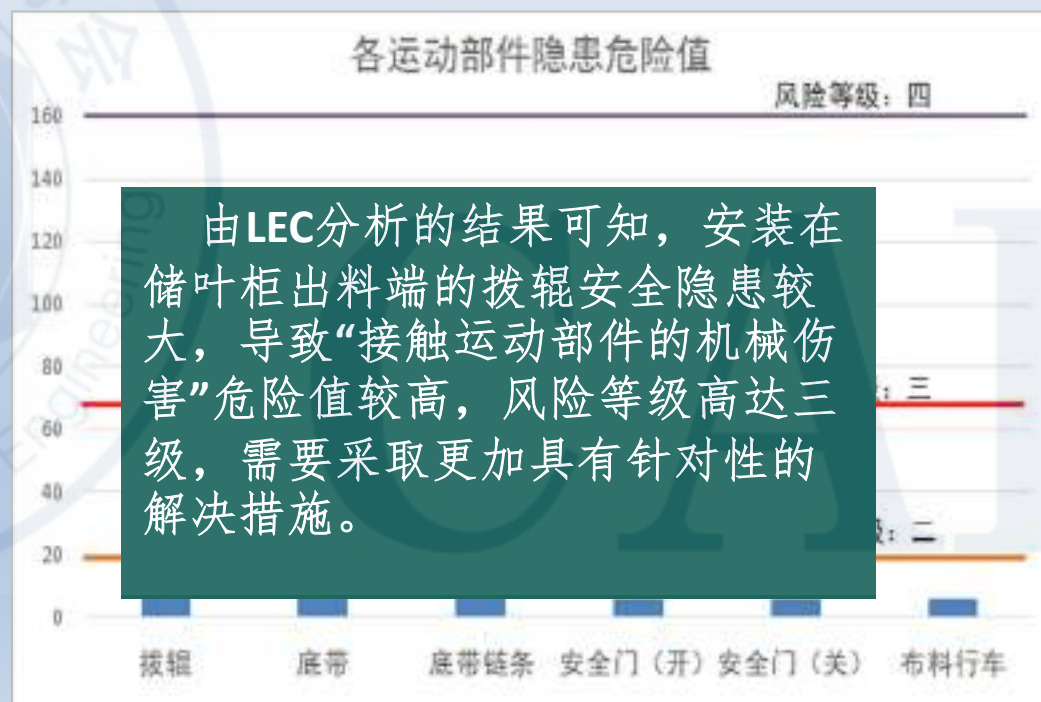 各运动部件隐患危险值
风险等级：四
160
140
120
100
80
60
40
20
0
由LEC分析的结果可知，安装在
储叶柜出料端的拨辊安全隐患较
大，导致“接触运动部件的机械伤
害”危险值较高，风险等级高达三
级，需要采取更加具有针对性的
解决措施。
：三
：二
拨辊
底带
底带链条
安全门（开）
安全门（关）
布料行车
Engineering
会
CAE